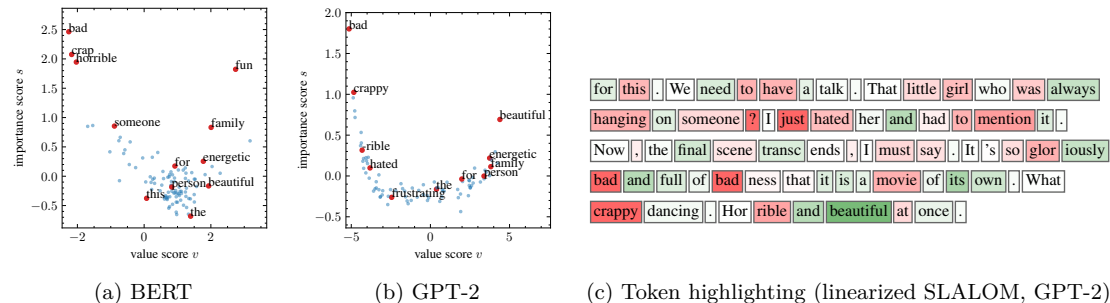 bad
crap
horrible
fun
someone
family
for
energetic
person
beautiful
this
the
2.5
2.0
1.5
1.0
0.5
0.0
−0.5
−2
0
2
importance score s
value score v
(a) BERT
bad
crappy
beautiful
rible
hated
energetic
family
person
for
the
frustrating
2.0
1.5
1.0
0.5
0.0
−0.5
−5
0
5
importance score s
value score v
(b) GPT-2
for this . We need to have a talk . That little girl who was always
hanging on someone ? I just hated her and had to mention it .
Now , the final scene transc ends , I must say . It 's so glor iously
bad and full of bad ness that it is a movie of its own . What
crappy dancing . Hor rible and beautiful at once .
(c) Token highlighting (linearized SLALOM, GPT-2)